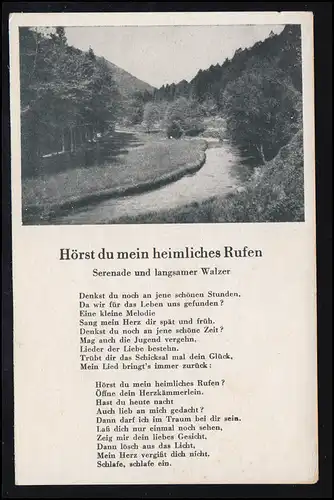 Hörst du mein heimliches Rufen
Serenade und langsamer Walzer
Denkst du noch an jene schönen Stunden,
Da wir für das Leben uns gefunden?
Eine kleine Melodie
Sang mein Herz dir spät und früh.
Denkst du noch an jene schöne Zeit?
Mag auch die Jugend vergehn,
Lieder der Liebe bestehn.
Trübt dir das Schicksal mal dein Glück,
Mein Lied bringt's immer zurück:
Hörst du mein heimliches Rufen?
Öffne dein Herzkämmerlein.
Hast du heute nacht
Auch lieb an mich gedacht?
Dann darf ich im Traum bei dir sein.
Laß dich nur einmal noch sehen,
Zeig mir dein liebes Gesicht,
Dann lösch aus das Licht,
Mein Herz vergißt dich nicht.
Schlafe, schlafe ein.